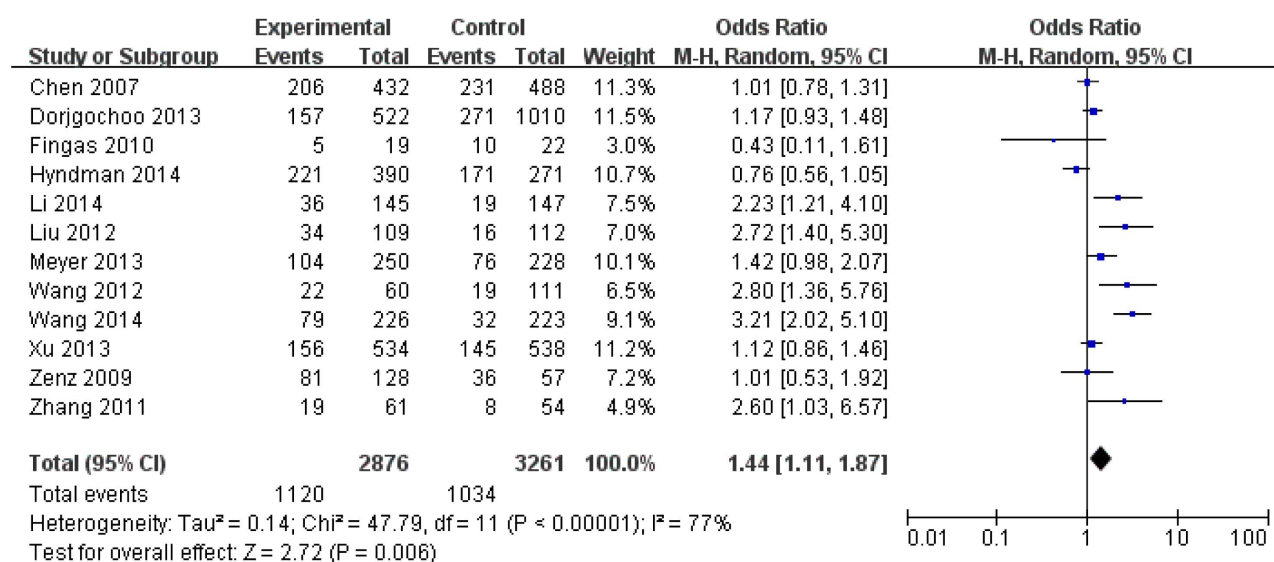 Experimental Control Odds Ratio Odds Ratio
Study or Subgroup Events Total Events Total Weight M-H, Random, 95% CI M-H, Random, 95% CI
Chen 2007 206 432 231 488 11.3% 1.01 [0.78, 1.31]
Dorjgochoo 2013 157 522 271 1010 11.5% 1.17 [0.93, 1.48]
Fingas 2010 5 19 10 22 3.0% 0.43 [0.11, 1.61]
Hyndman 2014 221 390 171 271 10.7% 0.76 [0.56, 1.05]
Li 2014 36 145 19 147 7.5% 2.23 [1.21, 4.10]
Liu 2012 34 109 16 112 7.0% 2.72 [1.40, 5.30]
Meyer 2013 104 250 76 228 10.1% 1.42 [0.98, 2.07]
Wang 2012 22 60 19 111 6.5% 2.80 [1.36, 5.76]
Wang 2014 79 226 32 223 9.1% 3.21 [2.02, 5.10]
Xu 2013 156 534 145 538 11.2% 1.12 [0.86, 1.46]
Zenz 2009 81 128 36 57 7.2% 1.01 [0.53, 1.92]
Zhang 2011 19 61 8 54 4.9% 2.60 [1.03, 6.57]
Total (95% CI) 2876 3261 100.0% 1.44 [1.11, 1.87]
Total events 1120 1034
Heterogeneity: Tau² = 0.14; Chi² = 47.79, df = 11 (P < 0.00001); I² = 77%
Test for overall effect: Z = 2.72 (P = 0.006)
0.01 0.1 1 10 100